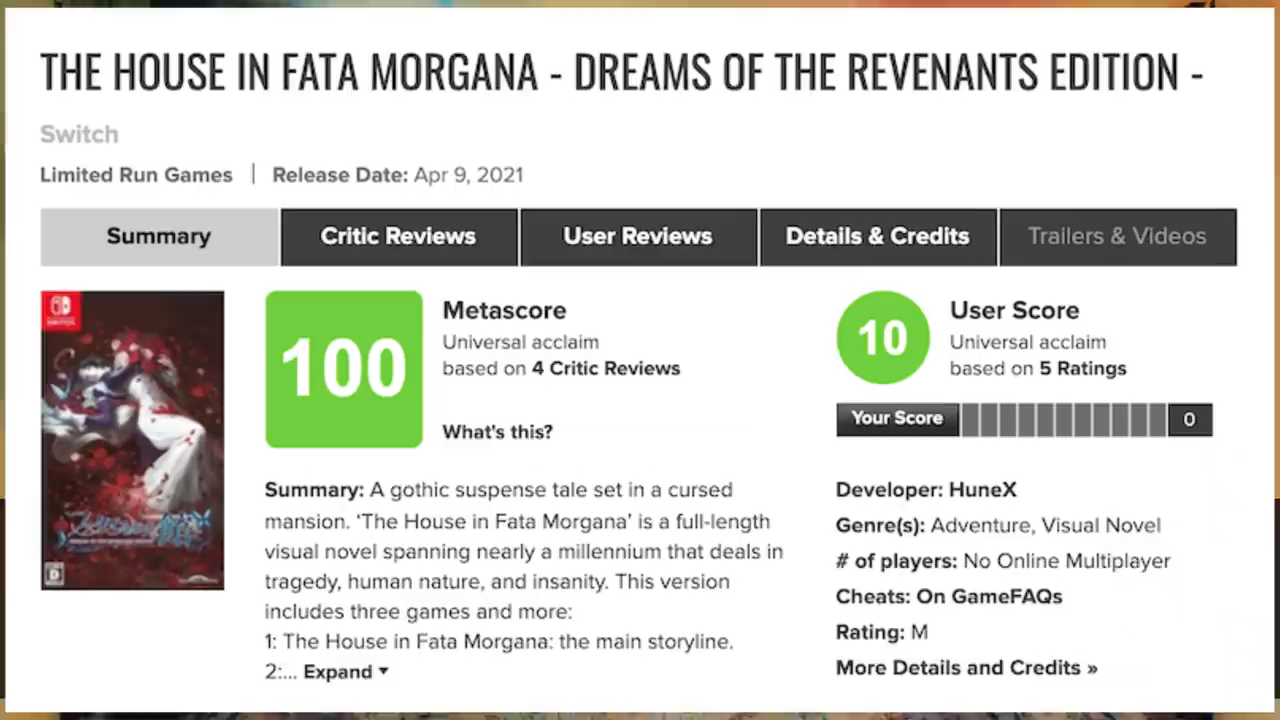 THE HOUSE IN FATA MORGANA - DREAMS OF THE REVENANTS EDITION -
Switch
Limited Run Games | Release Date: Apr 9, 2021
Summary
Critic Reviews
User Reviews
Details & Credits
Trailers & Videos
100
Metascore
Universal acclaim
based on 4 Critic Reviews
What's this?
Summary: A gothic suspense tale set in a cursed
mansion. ‘The House in Fata Morgana’ is a full-length
visual novel spanning nearly a millennium that deals in
tragedy, human nature, and insanity. This version
includes three games and more:
1: The House in Fata Morgana: the main storyline.
2:... Expand
10
User Score
Universal acclaim
based on 5 Ratings
Your Score
0
Developer: HuneX
Genre(s): Adventure, Visual Novel
# of players: No Online Multiplayer
Cheats: On GameFAQs
Rating: M
More Details and Credits »